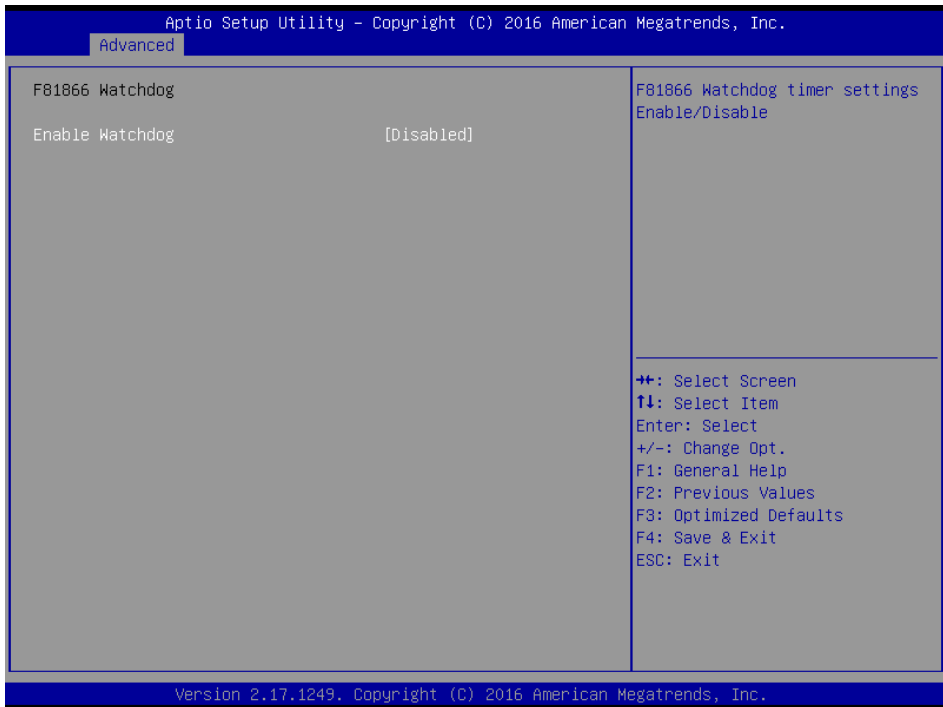 Aptio Setup Utility – Copyright (C) 2016 American Megatrends, Inc.
Advanced
F81866 Watchdog
Enable Watchdog [Disabled]
F81866 Watchdog timer settings
Enable/Disable
→←: Select Screen
↑↓: Select Item
Enter: Select
+/-: Change Opt.
F1: General Help
F2: Previous Values
F3: Optimized Defaults
F4: Save & Exit
ESC: Exit
Version 2.17.1249. Copyright (C) 2016 American Megatrends, Inc.